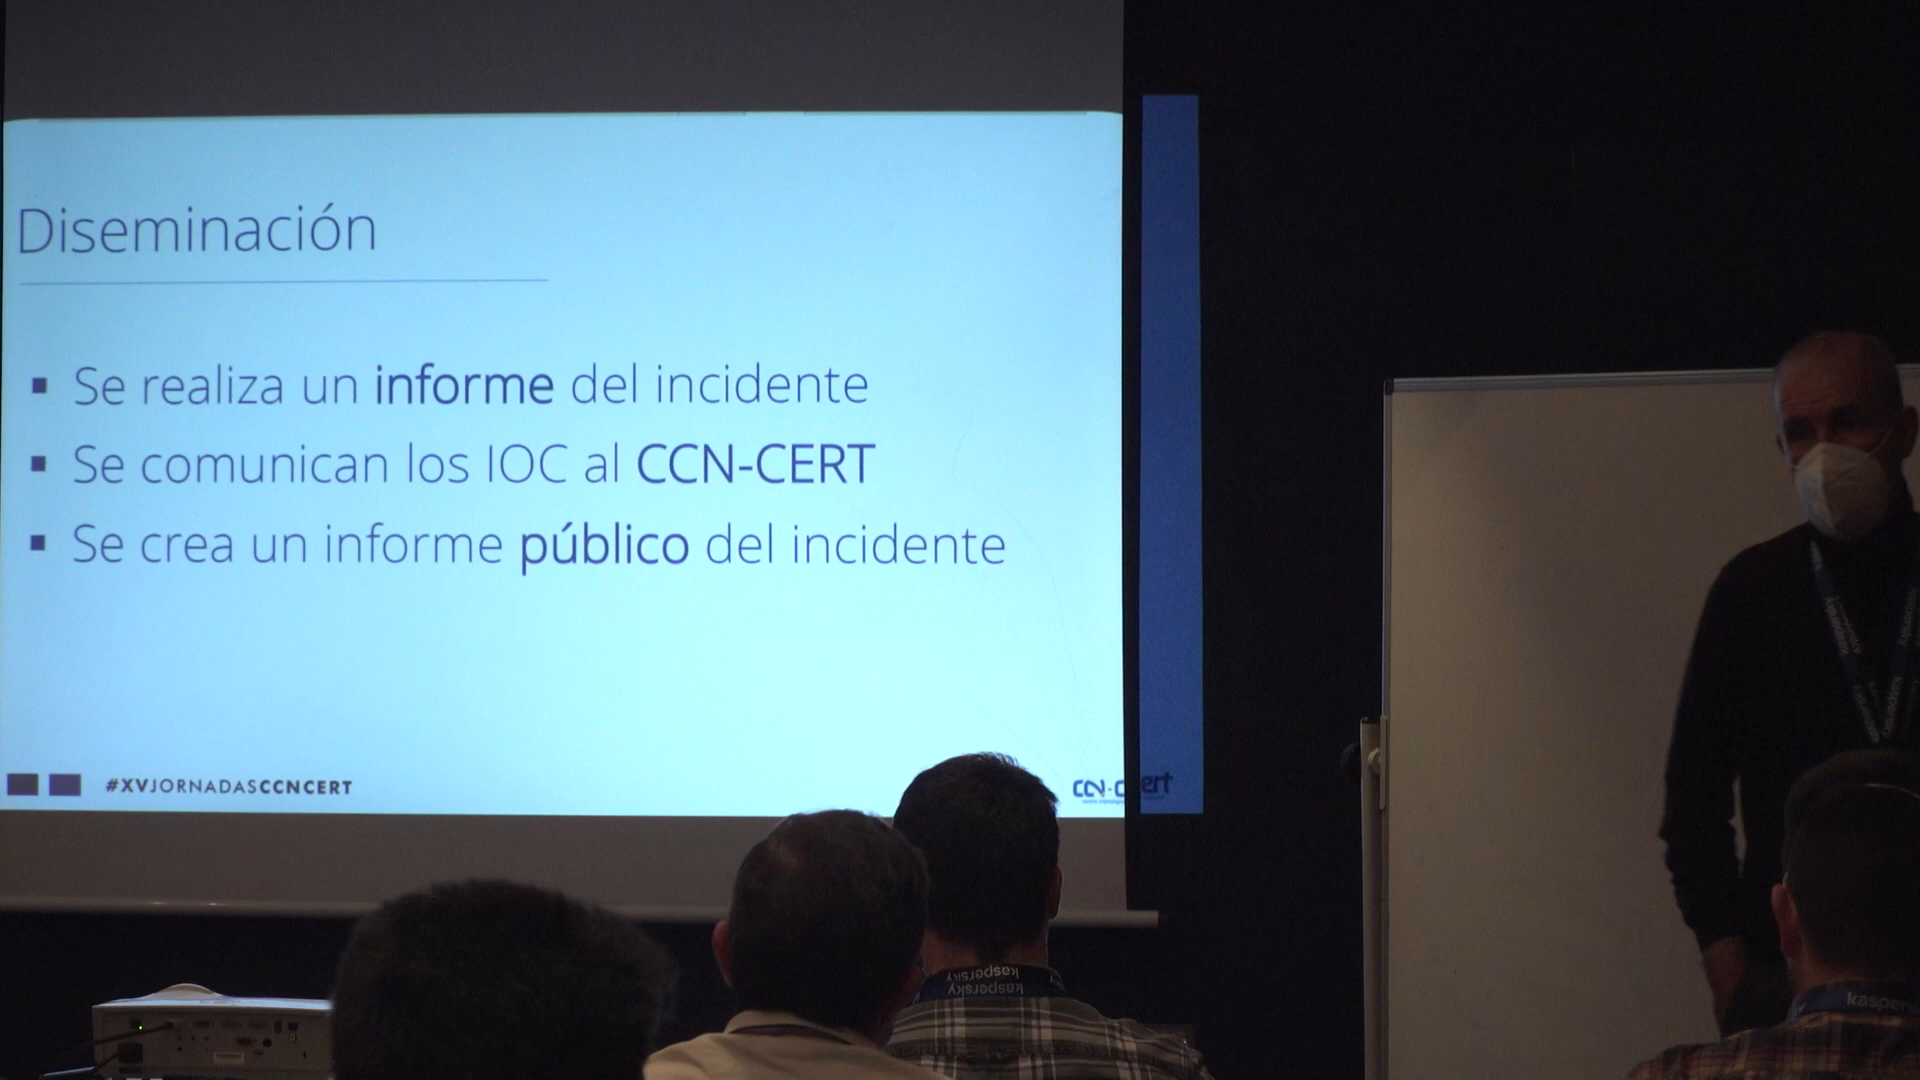 Diseminación
▪ Se realiza un informe del incidente
▪ Se comunican los IOC al CCN-CERT
▪ Se crea un informe público del incidente
#XVJORNADASCCNCERT
kaspersky
kaspersky